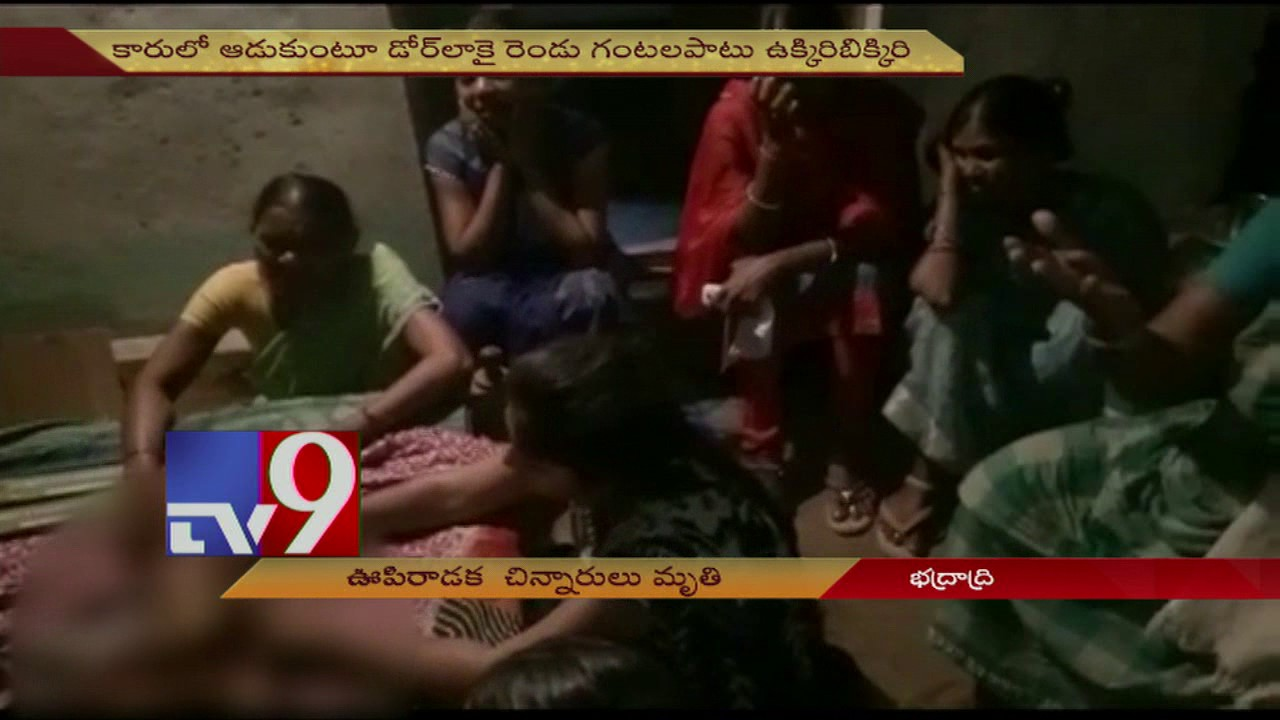 కారులో ఆడుకుంటూ డోర్‌లాకై రెండు గంటలపాటు ఉక్కిరిబిక్కిరి
TV9
ఊపిరాడక చిన్నారులు మృతి
భద్రాద్రి